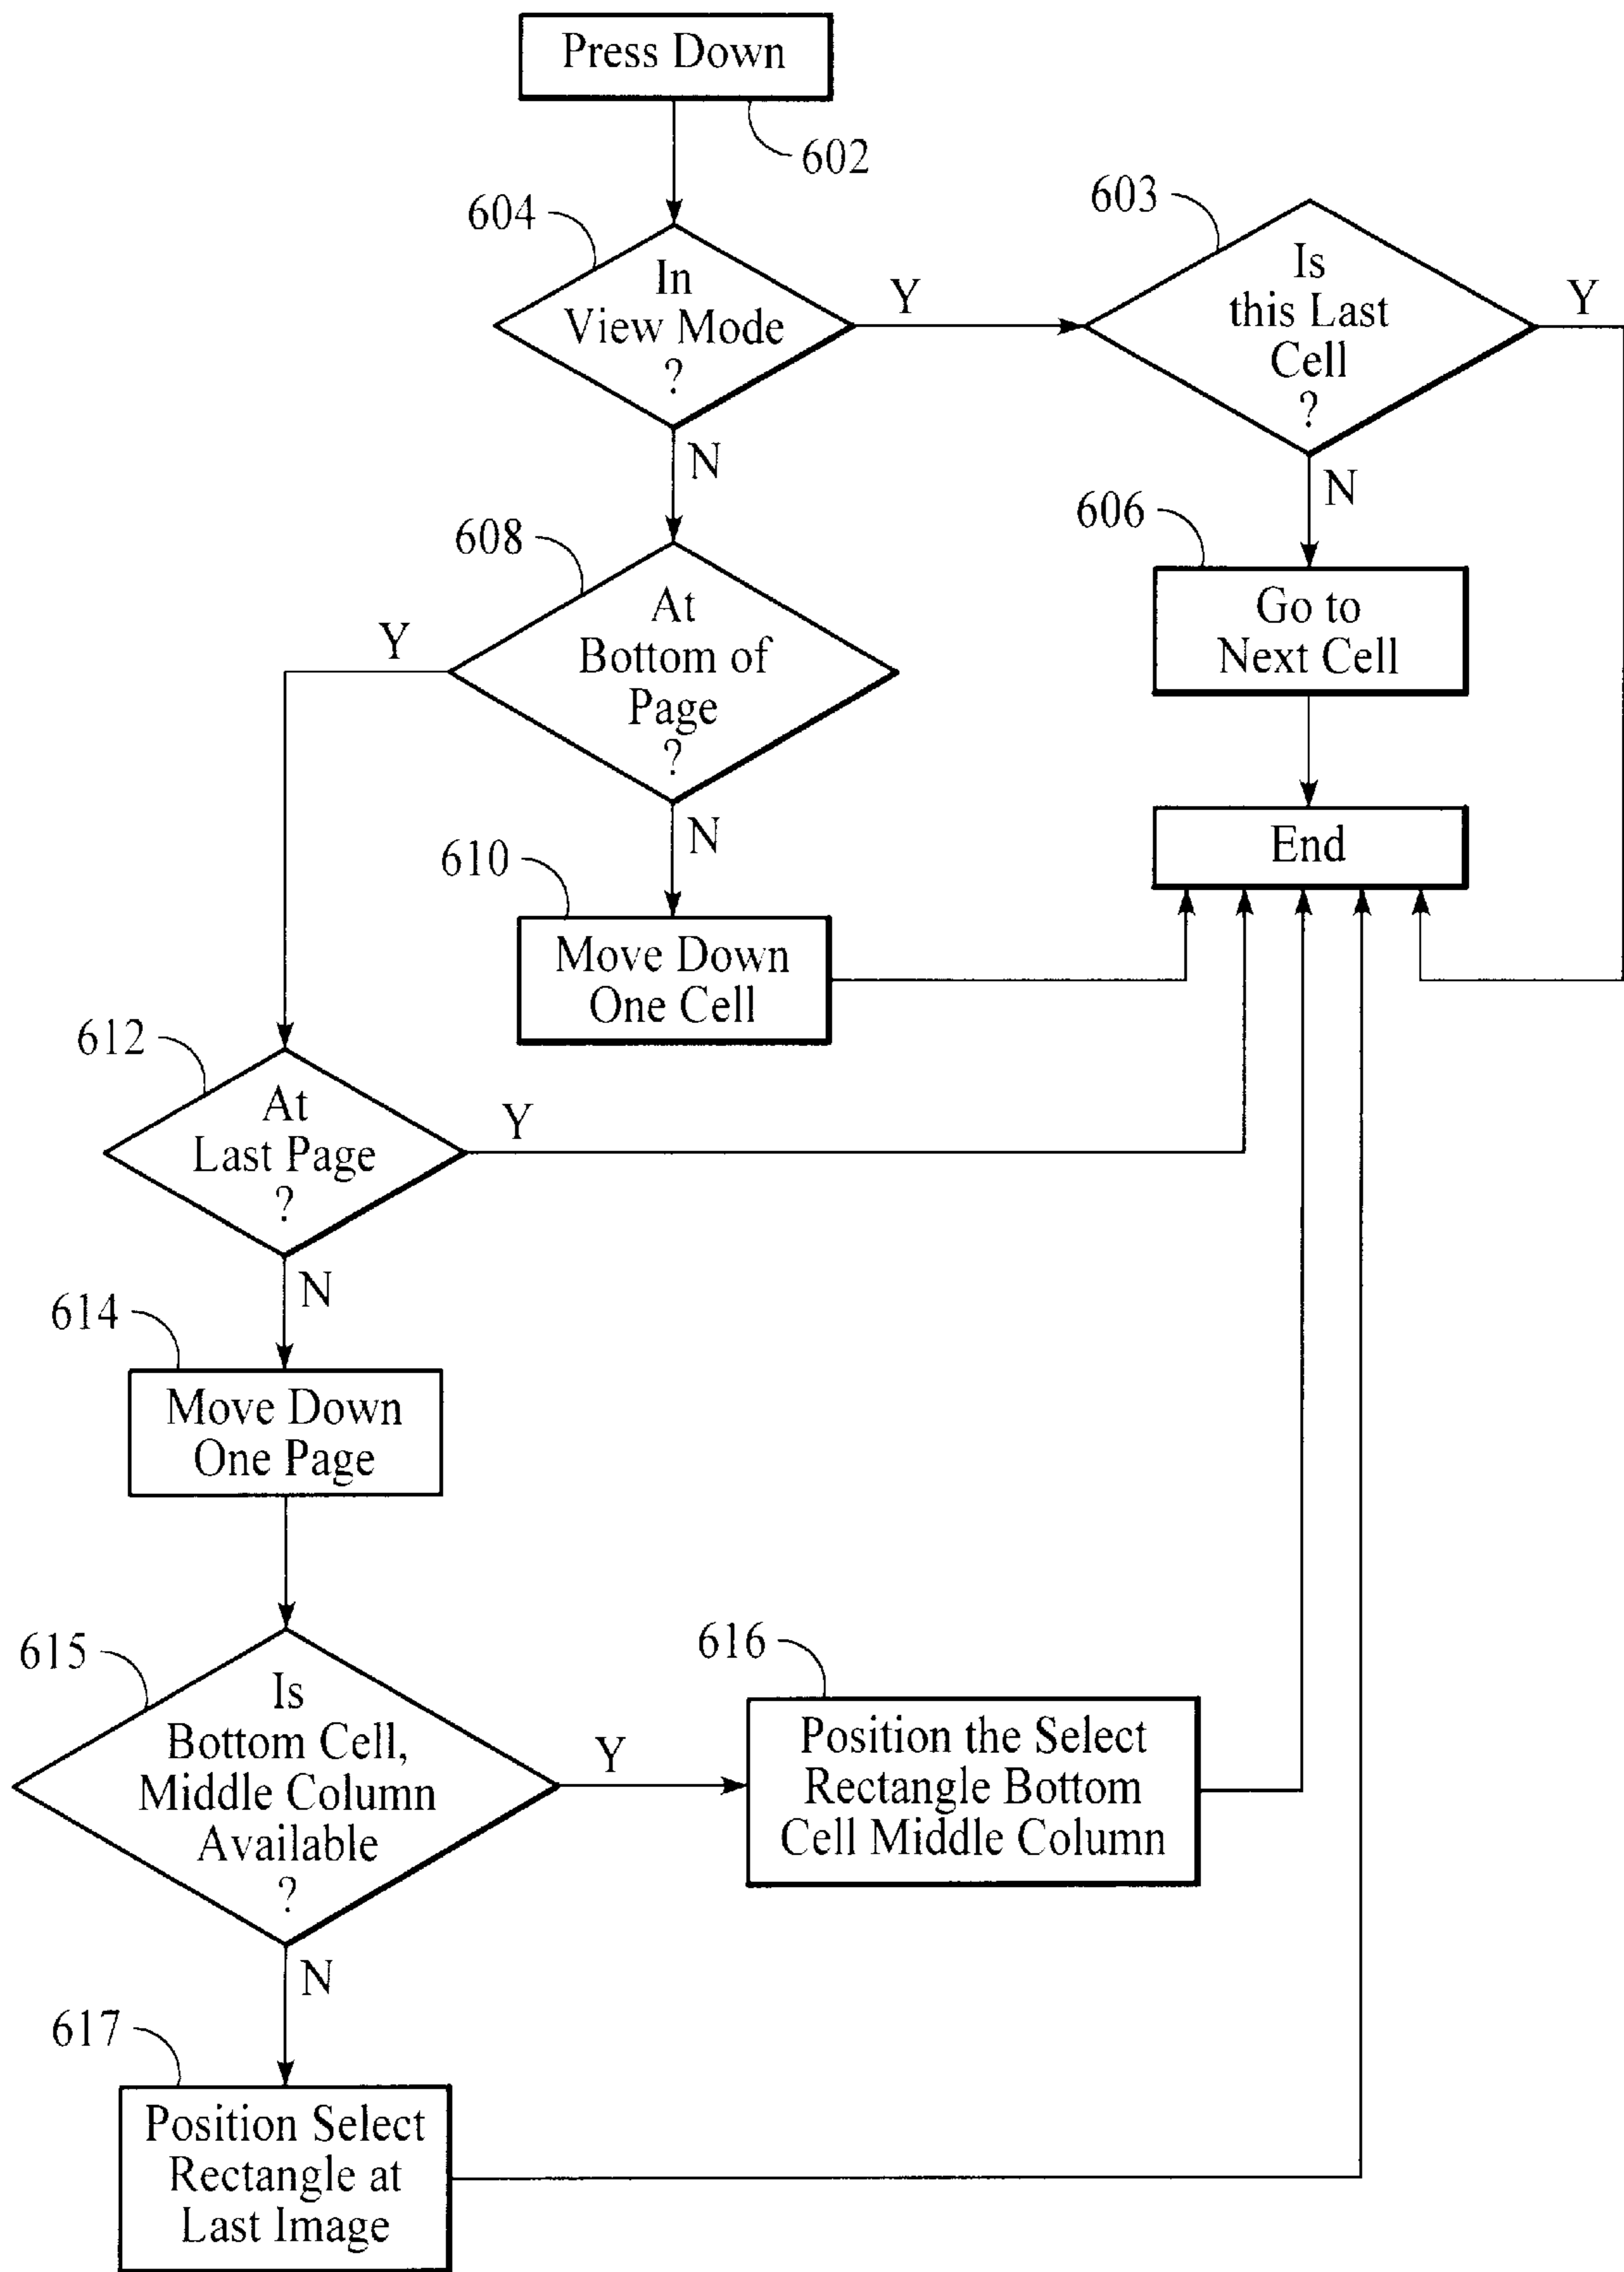 Press Down
602
604
In
View Mode
?
Y
603
Is
this Last
Cell
?
Y
N
N
606
Go to
Next Cell
608
At
Bottom of
Page
?
Y
N
End
610
Move Down
One Cell
612
At
Last Page
?
Y
N
614
Move Down
One Page
615
Is
Bottom Cell,
Middle Column
Available
?
Y
616
Position the Select
Rectangle Bottom
Cell Middle Column
N
617
Position Select
Rectangle at
Last Image